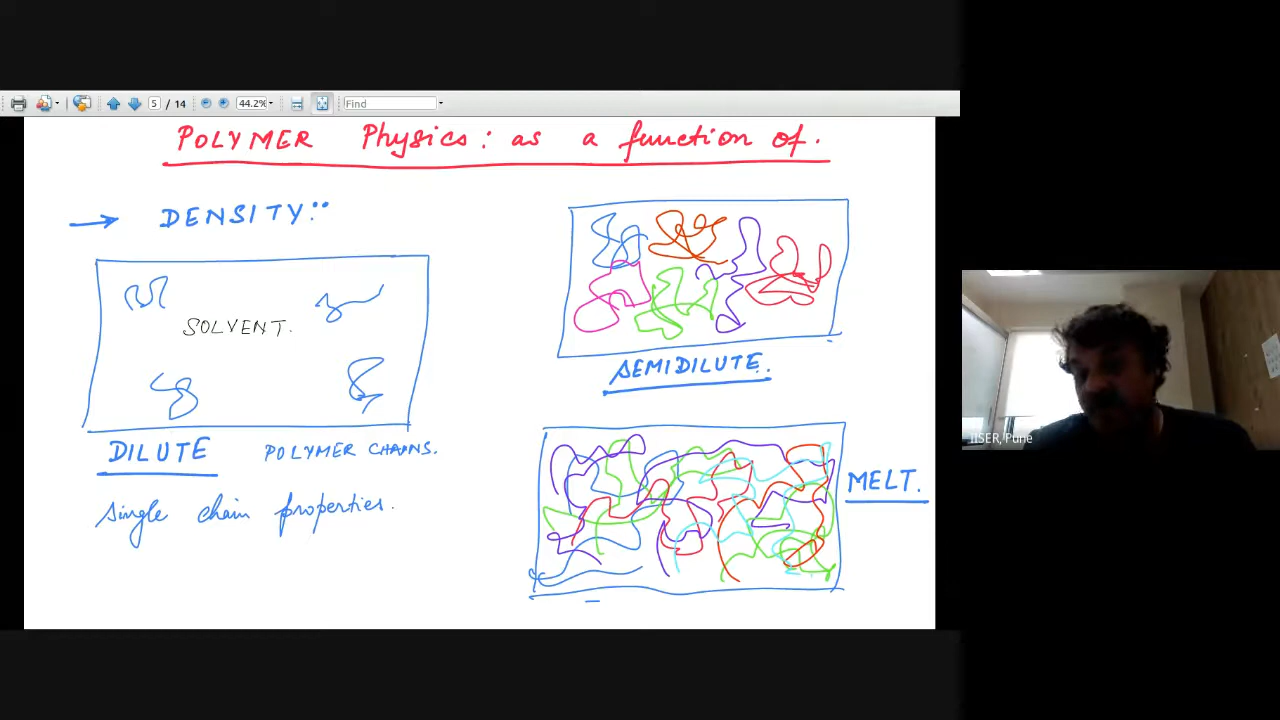 5 / 14 44.2% Find
POLYMER Physics: as a function of.
→ DENSITY:
SOLVENT.
DILUTE POLYMER CHAINS.
single chain properties.
SEMIDILUTE.
MELT.
IISER, Pune